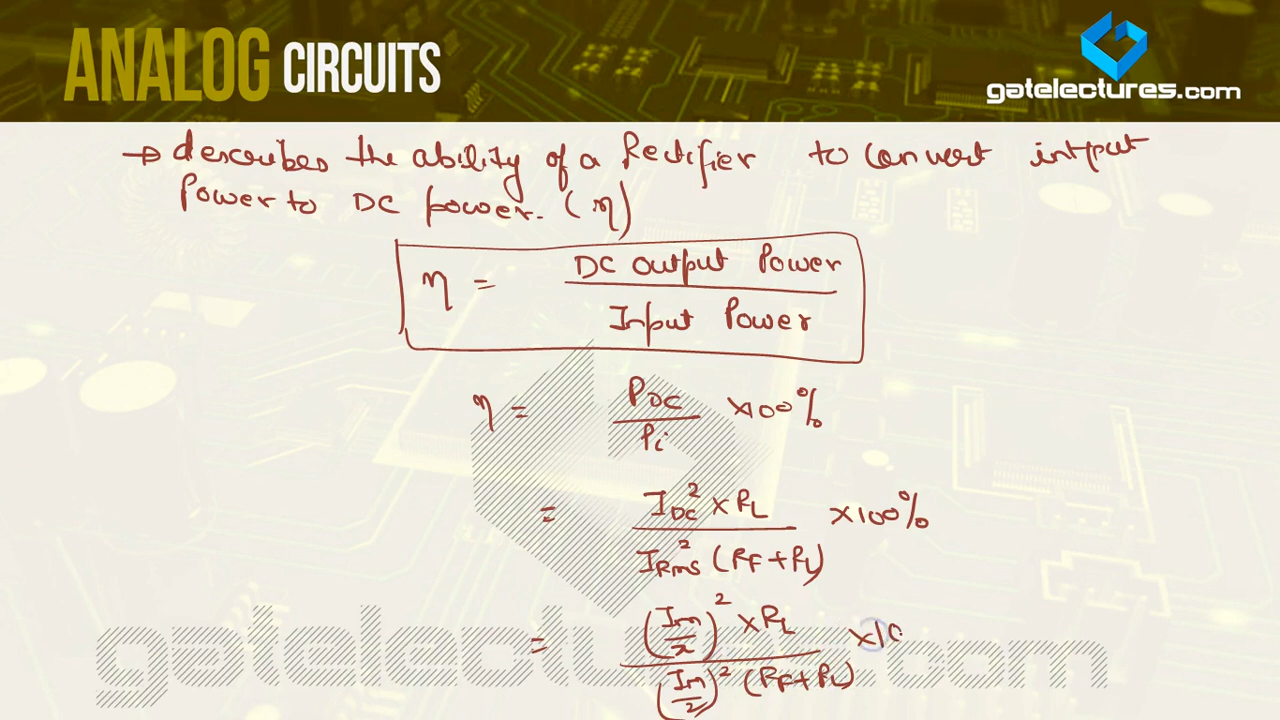 ANALOG CIRCUITS
gatelectures.com
→ describes the ability of a Rectifier to convert intput
Power to DC power. (η)
η = DC output Power / Input Power
η = PDC / Pi ×100%
= IDC² × RL / IRms² (RF + RL) ×100%
= (Im/π)² × RL / (Im/2)² (RF + RL) ×10
gatelectures.com